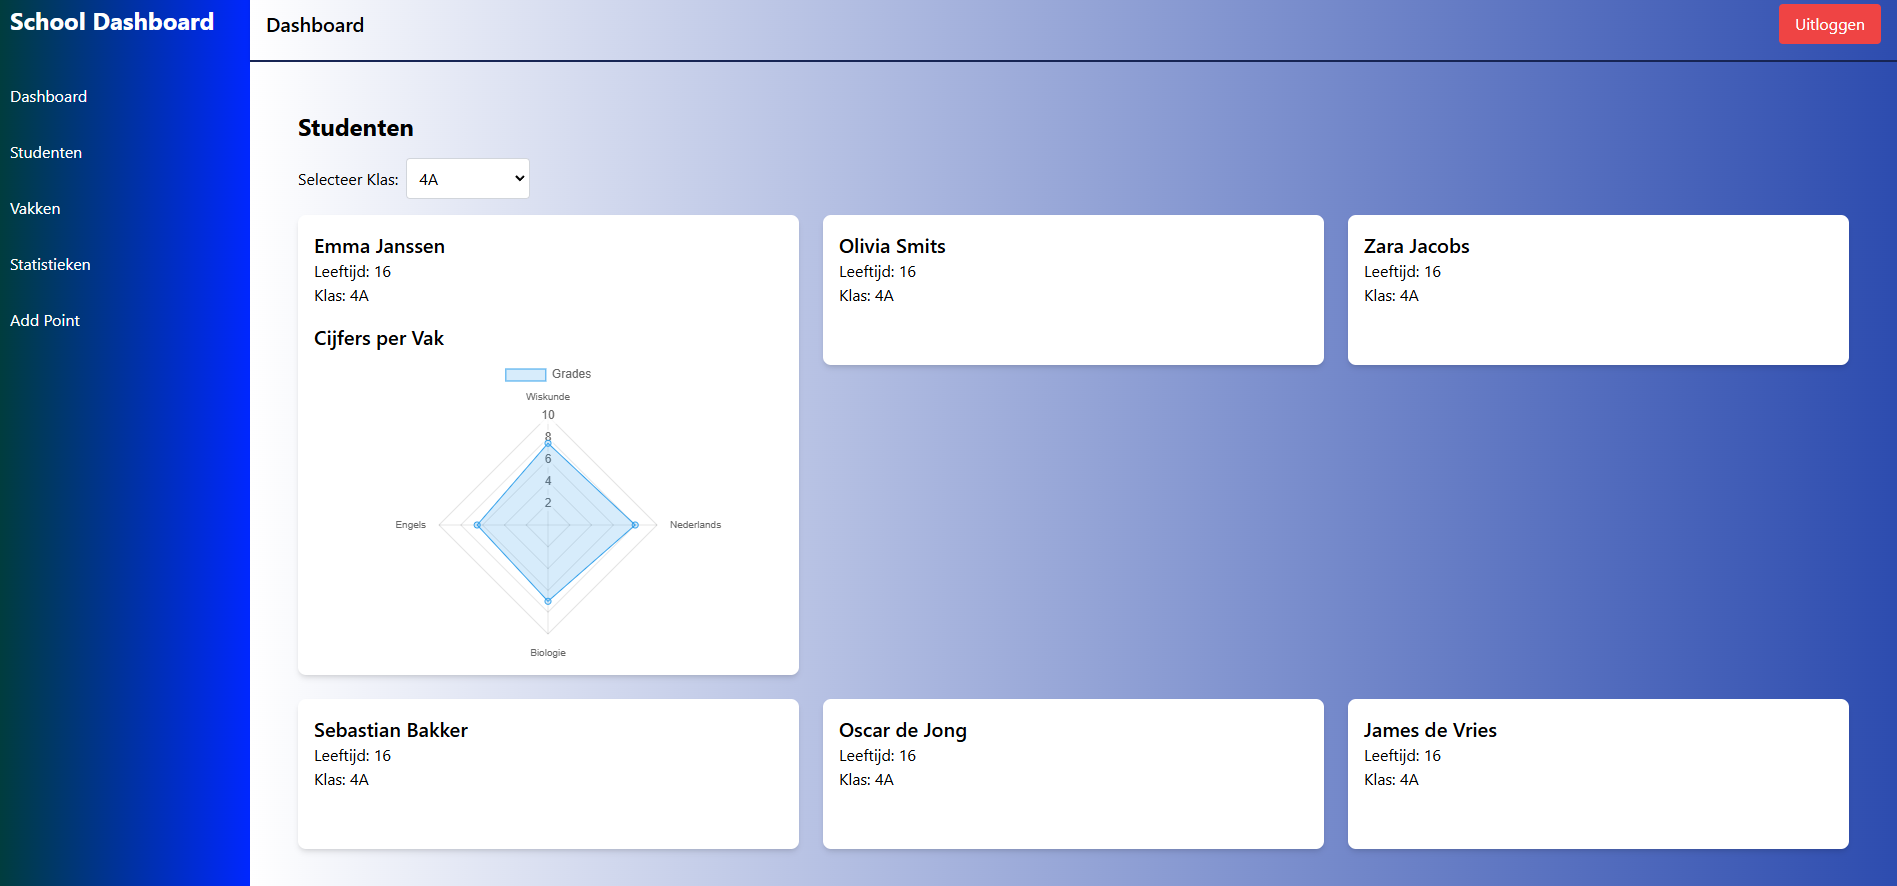 School Dashboard
Dashboard
Studenten
Vakken
Statistieken
Add Point
Dashboard
Uitloggen
Studenten
Selecteer Klas: 4A
Emma Janssen
Leeftijd: 16
Klas: 4A
Cijfers per Vak
Grades
Wiskunde
10
8
6
4
2
Engels
Nederlands
Biologie
Olivia Smits
Leeftijd: 16
Klas: 4A
Zara Jacobs
Leeftijd: 16
Klas: 4A
Sebastian Bakker
Leeftijd: 16
Klas: 4A
Oscar de Jong
Leeftijd: 16
Klas: 4A
James de Vries
Leeftijd: 16
Klas: 4A